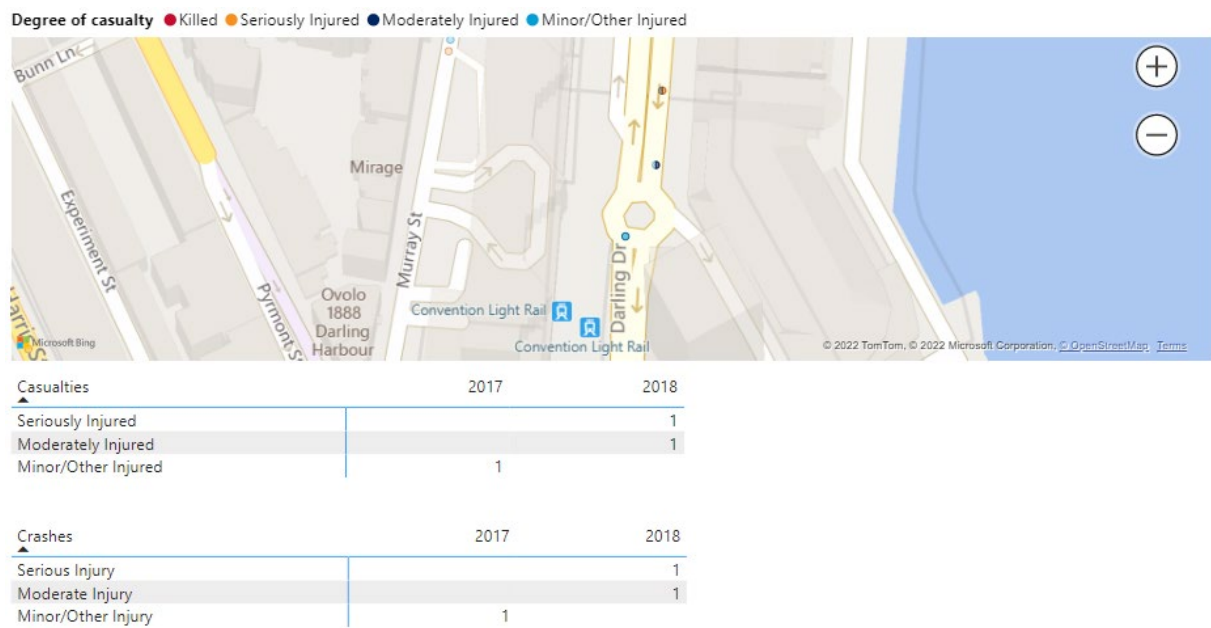 Degree of casualty Killed Seriously Injured Moderately Injured Minor/Other Injured
Bunn Ln
Mirage
Experiment St
Murray St
Pyrmont St
Ovolo
1888
Darling
Harbour
Convention Light Rail
Darling Dr
Convention Light Rail
Harris S
Microsoft Bing
© 2022 TomTom, © 2022 Microsoft Corporation, © OpenStreetMap Terms
Casualties 2017 2018
Seriously Injured 1
Moderately Injured 1
Minor/Other Injured 1
Crashes 2017 2018
Serious Injury 1
Moderate Injury 1
Minor/Other Injury 1